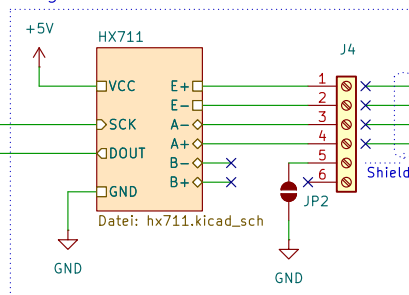 +5V
HX711
J4
VCC
E+
1
E-
2
SCK
A-
3
A+
4
DOUT
B-
5
GND
B+
6
Shield
JP2
Datei: hx711.kicad_sch
GND
GND